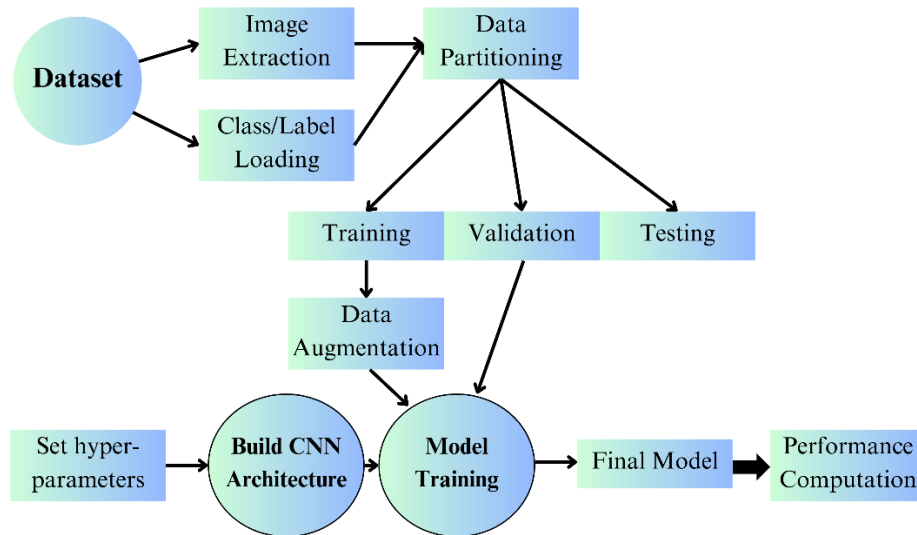 Dataset
Image
Extraction
Class/Label
Loading
Data
Partitioning
Training
Validation
Testing
Data
Augmentation
Set hyper-
parameters
Build CNN
Architecture
Model
Training
Final Model
Performance
Computation